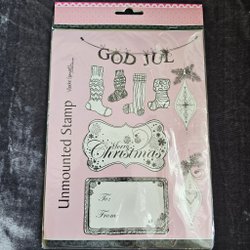 GOD JUL
Unmounted Stamp
Merry
Christmas
To:
From: